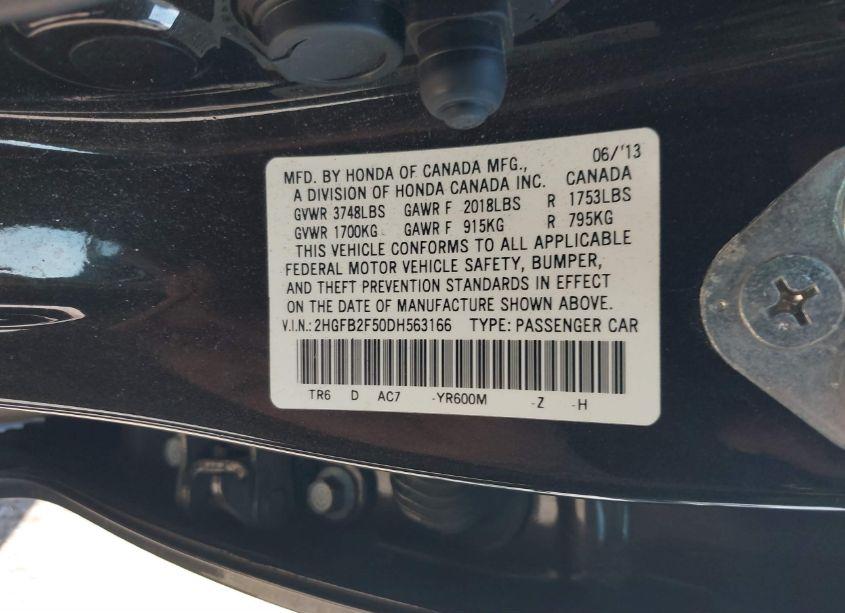 MFD. BY HONDA OF CANADA MFG., 06/'13
A DIVISION OF HONDA CANADA INC. CANADA
GVWR 3748LBS GAWR F 2018LBS R 1753LBS
GVWR 1700KG GAWR F 915KG R 795KG
THIS VEHICLE CONFORMS TO ALL APPLICABLE
FEDERAL MOTOR VEHICLE SAFETY, BUMPER,
AND THEFT PREVENTION STANDARDS IN EFFECT
ON THE DATE OF MANUFACTURE SHOWN ABOVE.
V.I.N.: 2HGFB2F50DH563166 TYPE: PASSENGER CAR
TR6 D AC7 -YR600M -Z -H